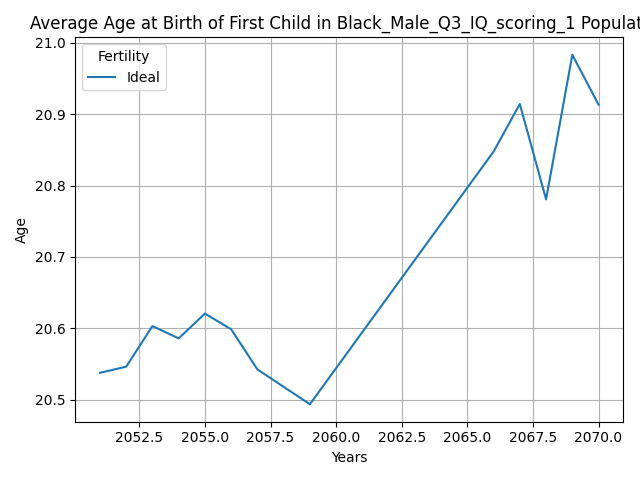 Average Age at Birth of First Child in Black_Male_Q3_IQ_scoring_1 Populat
Fertility
Ideal
21.0
20.9
20.8
20.7
20.6
20.5
Age
2052.5 2055.0 2057.5 2060.0 2062.5 2065.0 2067.5 2070.0
Years